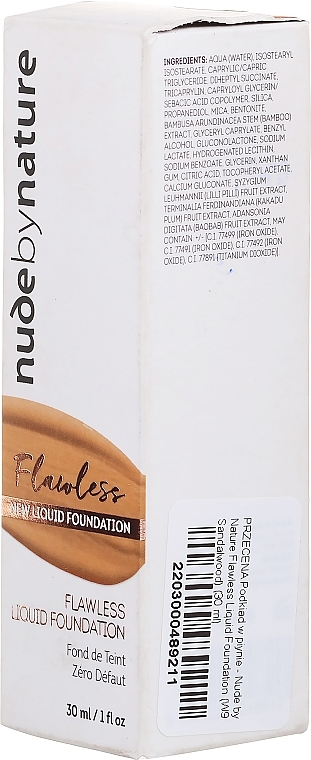 nude by nature
Flawless
NEW LIQUID FOUNDATION
FLAWLESS
LIQUID FOUNDATION
Fond de Teint
Zéro Défaut
30 ml / 1 fl oz
INGREDIENTS: AQUA (WATER), ISOSTEARYL
ISOSTEARATE, CAPRYLIC/CAPRIC
TRIGLYCERIDE, DIHEPTYL SUCCINATE,
TRICAPRYLIN, CAPRYLOYL GLYCERIN/
SEBACIC ACID COPOLYMER, SILICA,
PROPANEDIOL, MICA, BENTONITE,
BAMBUSA ARUNDINACEA STEM (BAMBOO)
EXTRACT, GLYCERYL CAPRYLATE, BENZYL
ALCOHOL, GLUCONOLACTONE, SODIUM
LACTATE, HYDROGENATED LECITHIN,
SODIUM BENZOATE, GLYCERIN, XANTHAN
GUM, CITRIC ACID, TOCOPHERYL ACETATE,
CALCIUM GLUCONATE, SYZYGIUM
LEUHMANNII (LILLI PILLI) FRUIT EXTRACT,
TERMINALIA FERDINANDIANA (KAKADU
PLUM) FRUIT EXTRACT, ADANSONIA
DIGITATA (BAOBAB) FRUIT EXTRACT, MAY
CONTAIN +/- [C.I. 77499 (IRON OXIDE),
C.I. 77491 (IRON OXIDE), C.I. 77492 (IRON
OXIDE), C.I. 77891 (TITANIUM DIOXIDE)]
PRZECENA Podkład w płynie - Nude by
Nature Flawless Liquid Foundation (W9
Sandalwood) (30 ml)
2203000489211